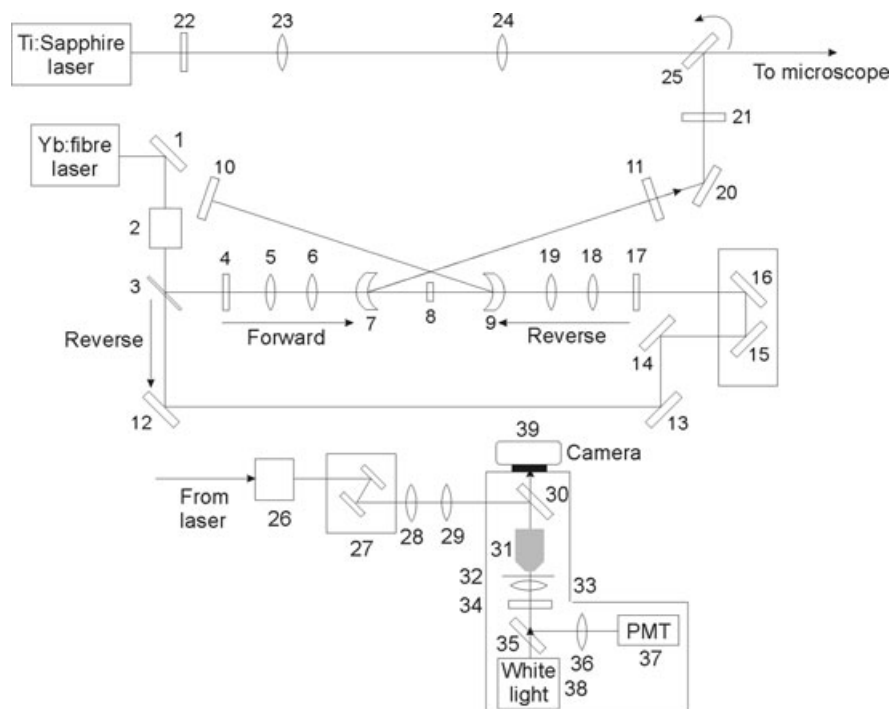 22
23
24
Ti:Sapphire
laser
25
To microscope
Yb:fibre
laser
1
21
10
11
20
2
4
5
6
19
18
17
16
3
7
8
9
Forward
Reverse
Reverse
14
15
12
13
39
Camera
From
laser
26
27
28
29
30
31
32
33
34
35
36
PMT
37
White
light
38